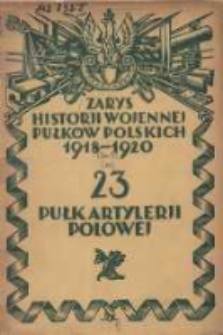 ZARYS
HISTORJI WOJENNEJ
PUŁKÓW POLSKICH
1918-1920
23
PUŁK ARTYLERJI
POLOWEJ